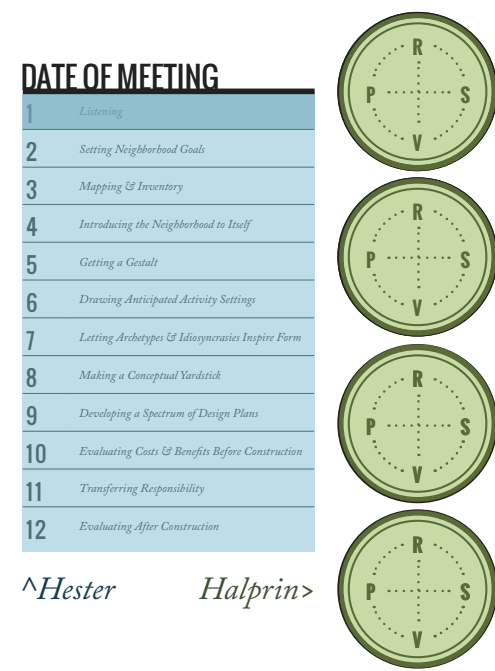 DATE OF MEETING
1 Listening
2 Setting Neighborhood Goals
3 Mapping & Inventory
4 Introducing the Neighborhood to Itself
5 Getting a Gestalt
6 Drawing Anticipated Activity Settings
7 Letting Archetypes & Idiosyncrasies Inspire Form
8 Making a Conceptual Yardstick
9 Developing a Spectrum of Design Plans
10 Evaluating Costs & Benefits Before Construction
11 Transferring Responsibility
12 Evaluating After Construction
^Hester Halprin>
R
P S
V
R
P S
V
R
P S
V
R
P S
V